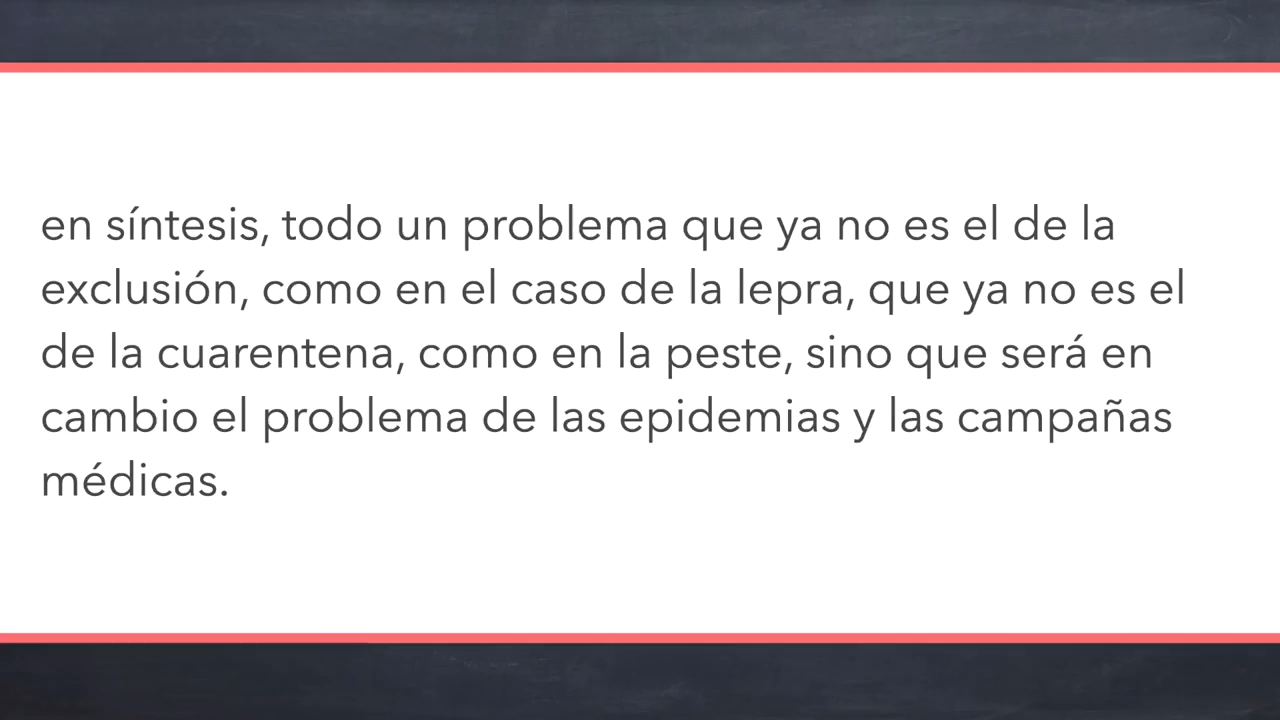 en síntesis, todo un problema que ya no es el de la
exclusión, como en el caso de la lepra, que ya no es el
de la cuarentena, como en la peste, sino que será en
cambio el problema de las epidemias y las campañas
médicas.